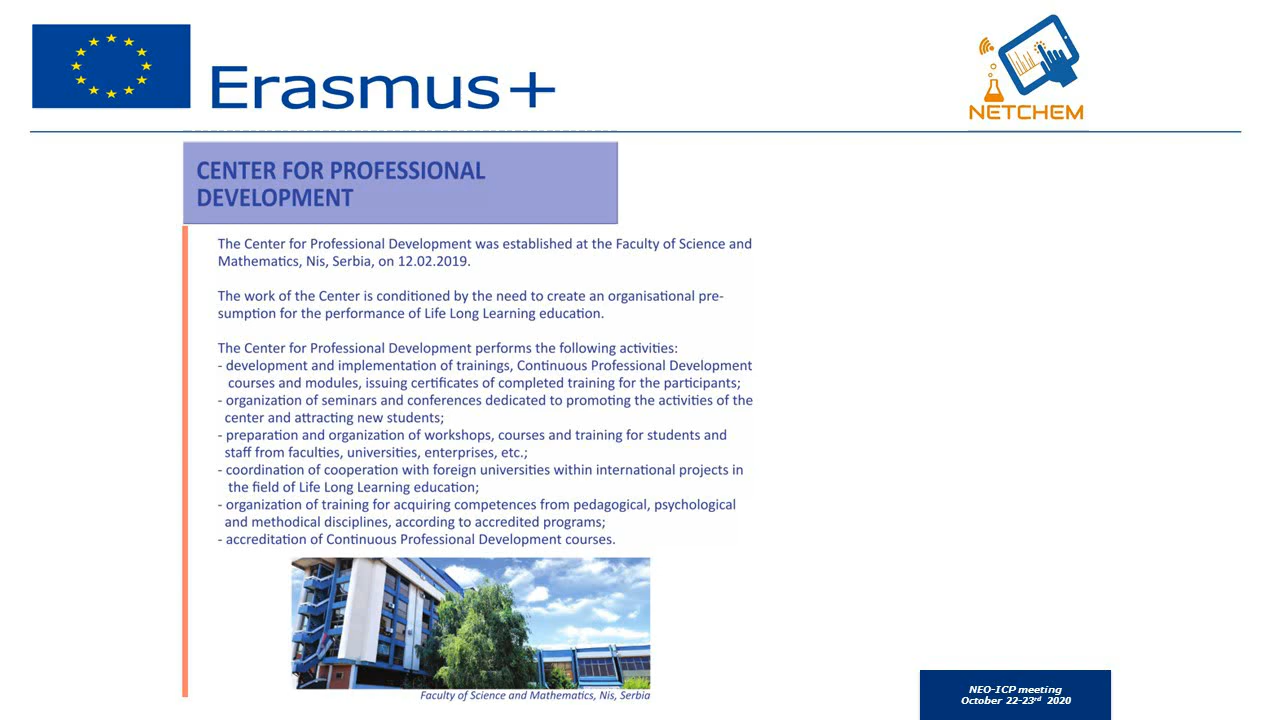 Erasmus+
NETCHEM
CENTER FOR PROFESSIONAL
DEVELOPMENT
The Center for Professional Development was established at the Faculty of Science and
Mathematics, Nis, Serbia, on 12.02.2019.
The work of the Center is conditioned by the need to create an organisational pre-
sumption for the performance of Life Long Learning education.
The Center for Professional Development performs the following activities:
- development and implementation of trainings, Continuous Professional Development
courses and modules, issuing certificates of completed training for the participants;
- organization of seminars and conferences dedicated to promoting the activities of the
center and attracting new students;
- preparation and organization of workshops, courses and training for students and
staff from faculties, universities, enterprises, etc.;
- coordination of cooperation with foreign universities within international projects in
the field of Life Long Learning education;
- organization of training for acquiring competences from pedagogical, psychological
and methodical disciplines, according to accredited programs;
- accreditation of Continuous Professional Development courses.
Faculty of Science and Mathematics, Nis, Serbia
NEO-ICP meeting
October 22-23rd 2020